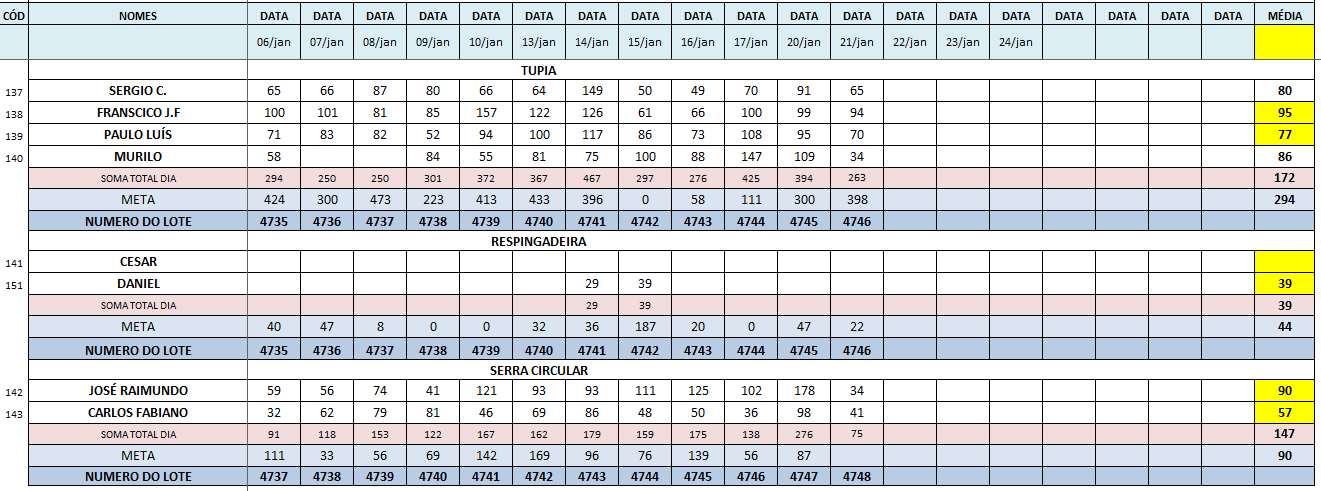 CÓD NOMES DATA DATA DATA DATA DATA DATA DATA DATA DATA DATA DATA DATA DATA DATA DATA DATA DATA DATA DATA MÉDIA
06/jan 07/jan 08/jan 09/jan 10/jan 13/jan 14/jan 15/jan 16/jan 17/jan 20/jan 21/jan 22/jan 23/jan 24/jan
TUPIA
137 SERGIO C. 65 66 87 80 66 64 149 50 49 70 91 65 80
138 FRANSCICO J.F 100 101 81 85 157 122 126 61 66 100 99 94 95
139 PAULO LUÍS 71 83 82 52 94 100 117 86 73 108 95 70 77
140 MURILO 58 84 55 81 75 100 88 147 109 34 86
SOMA TOTAL DIA 294 250 250 301 372 367 467 297 276 425 394 263 172
META 424 300 473 223 413 433 396 0 58 111 300 398 294
NUMERO DO LOTE 4735 4736 4737 4738 4739 4740 4741 4742 4743 4744 4745 4746
RESPINGADEIRA
141 CESAR
151 DANIEL 29 39 39
SOMA TOTAL DIA 29 39 39
META 40 47 8 0 0 32 36 187 20 0 47 22 44
NUMERO DO LOTE 4735 4736 4737 4738 4739 4740 4741 4742 4743 4744 4745 4746
SERRA CIRCULAR
142 JOSÉ RAIMUNDO 59 56 74 41 121 93 93 111 125 102 178 34 90
143 CARLOS FABIANO 32 62 79 81 46 69 86 48 50 36 98 41 57
SOMA TOTAL DIA 91 118 153 122 167 162 179 159 175 138 276 75 147
META 111 33 56 69 142 169 96 76 139 56 87 90
NUMERO DO LOTE 4737 4738 4739 4740 4741 4742 4743 4744 4745 4746 4747 4748